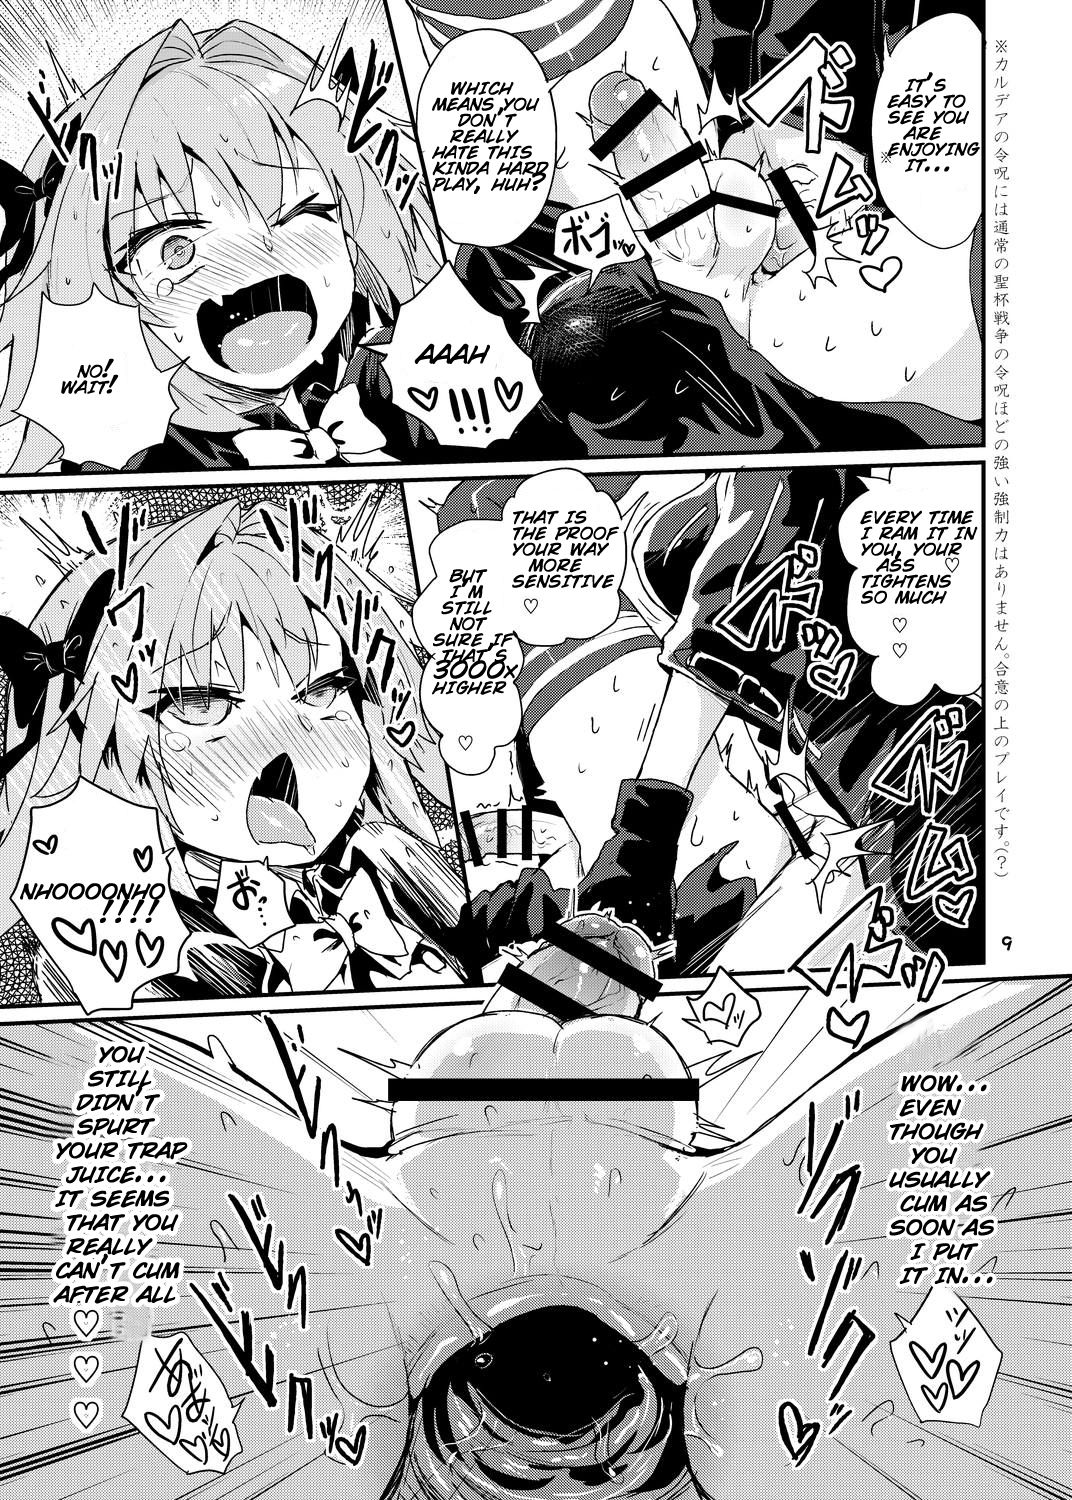 ※カルデアの令呪には通常の聖杯戦争の令呪ほどの強い強制力はありません。合意の上のプレイです。(？)
9
IT'S
EASY TO
SEE YOU
ARE
ENJOYING
IT...
WHICH
MEANS YOU
DON'T
REALLY
HATE THIS
KINDA HARD
PLAY, HUH?
AAAH
!!!
NO!
WAIT!
EVERY TIME
I RAM IT IN
YOU, YOUR
ASS
TIGHTENS
SO MUCH
THAT IS
THE PROOF
YOUR WAY
MORE
SENSITIVE
BUT
I'M
STILL
NOT
SURE IF
THAT'S
3000X
HIGHER
NHOOOONHO
!!!!
WOW...
EVEN
THOUGH
YOU
USUALLY
CUM AS
SOON AS
I PUT
IT IN...
YOU
STILL
DIDN'T
SPURT
YOUR TRAP
JUICE...
IT SEEMS
THAT YOU
REALLY
CAN'T CUM
AFTER ALL